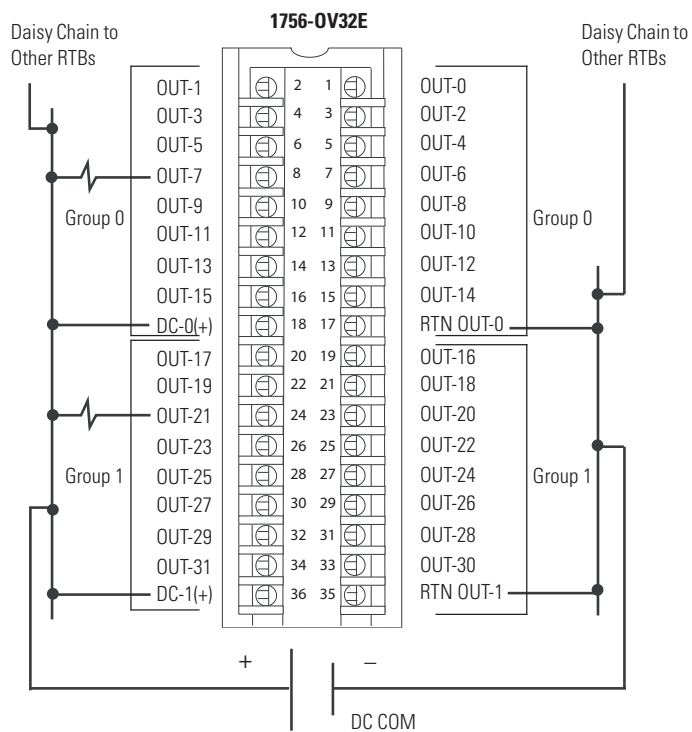 1756-OV32E
Daisy Chain to
Other RTBs
Daisy Chain to
Other RTBs
OUT-1 2 1 OUT-0
OUT-3 4 3 OUT-2
OUT-5 6 5 OUT-4
OUT-7 8 7 OUT-6
OUT-9 10 9 OUT-8
Group 0
Group 0
OUT-11 12 11 OUT-10
OUT-13 14 13 OUT-12
OUT-15 16 15 OUT-14
DC-0(+) 18 17 RTN OUT-0
OUT-17 20 19 OUT-16
OUT-19 22 21 OUT-18
OUT-21 24 23 OUT-20
OUT-23 26 25 OUT-22
Group 1 OUT-25 28 27 OUT-24 Group 1
OUT-27 30 29 OUT-26
OUT-29 32 31 OUT-28
OUT-31 34 33 OUT-30
DC-1(+) 36 35 RTN OUT-1
+ –
DC COM